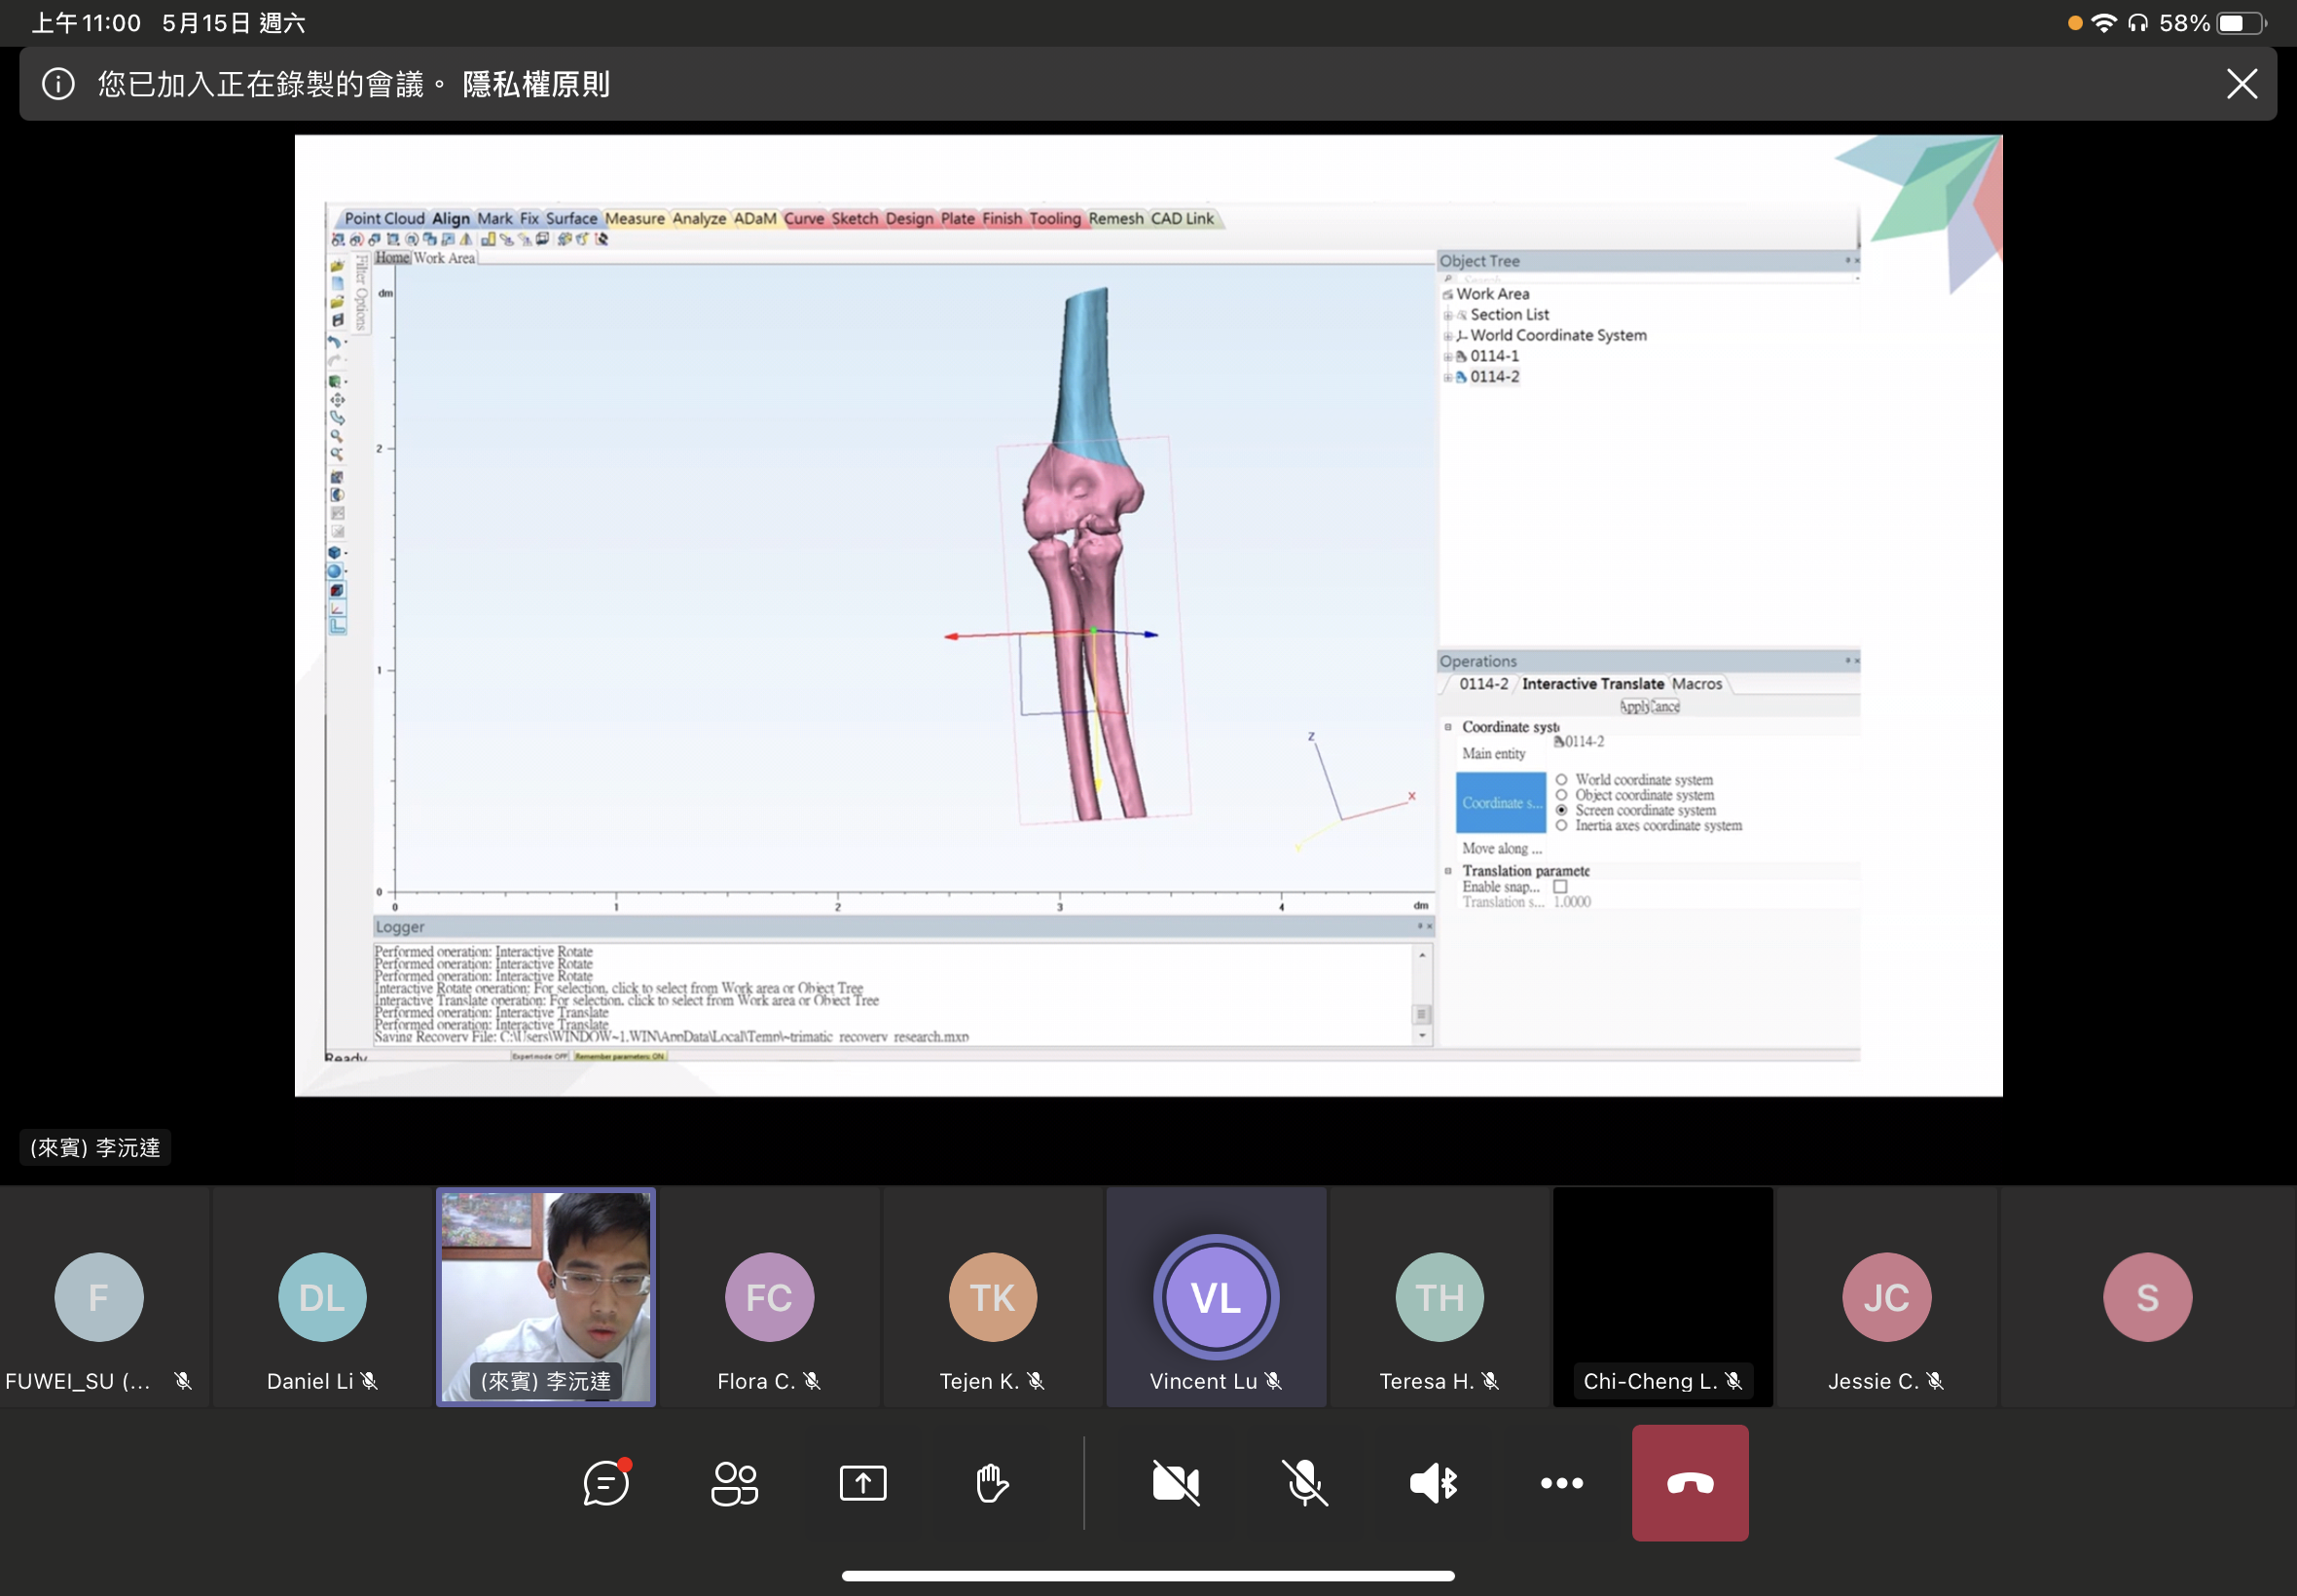 上午11:00 5月15日 週六
58%
您已加入正在錄製的會議。 隱私權原則
Point Cloud Align Mark Fix Surface Measure Analyze ADaM Curve Sketch Design Plate Finish Tooling Remesh CAD Link
Home Work Area
Filter Options
dm
2
1
0
0 1 2 3 4 dm
Z
X
Y
Object Tree
Search
Work Area
Section List
World Coordinate System
0114-1
0114-2
Operations
0114-2 Interactive Translate Macros
Apply Cancel
Coordinate syst
0114-2
Main entity
Coordinate s...
World coordinate system
Object coordinate system
Screen coordinate system
Inertia axes coordinate system
Move along ...
Translation paramete
Enable snap...
Translation s... 1.0000
Logger
Performed operation: Interactive Rotate
Performed operation: Interactive Rotate
Performed operation: Interactive Rotate
Interactive Rotate operation: For selection, click to select from Work area or Object Tree
Interactive Translate operation: For selection, click to select from Work area or Object Tree
Performed operation: Interactive Translate
Performed operation: Interactive Translate
Saving Recovery File: C:\Users\WINDOW~1.WIN\AppData\Local\Temp\~trimatic_recovery_research.mxp
Ready
Expert mode: OFF Remember parameters: ON
(來賓) 李沅達
F DL FC TK VL TH JC S
FUWEI_SU (... Daniel Li (來賓) 李沅達 Flora C. Tejen K. Vincent Lu Teresa H. Chi-Cheng L. Jessie C.